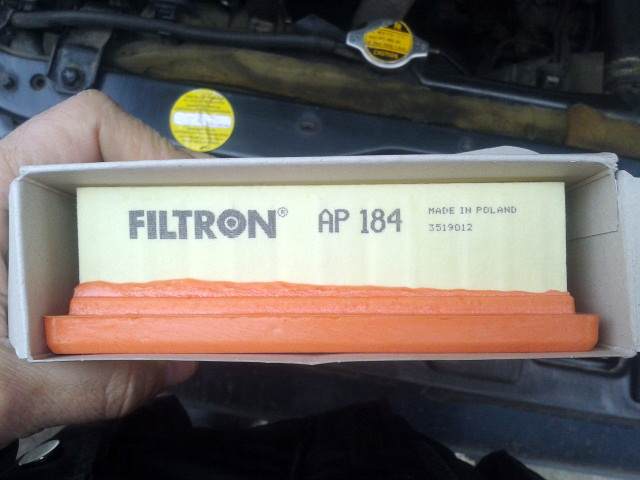 FILTRON® AP 184
MADE IN POLAND
3519012